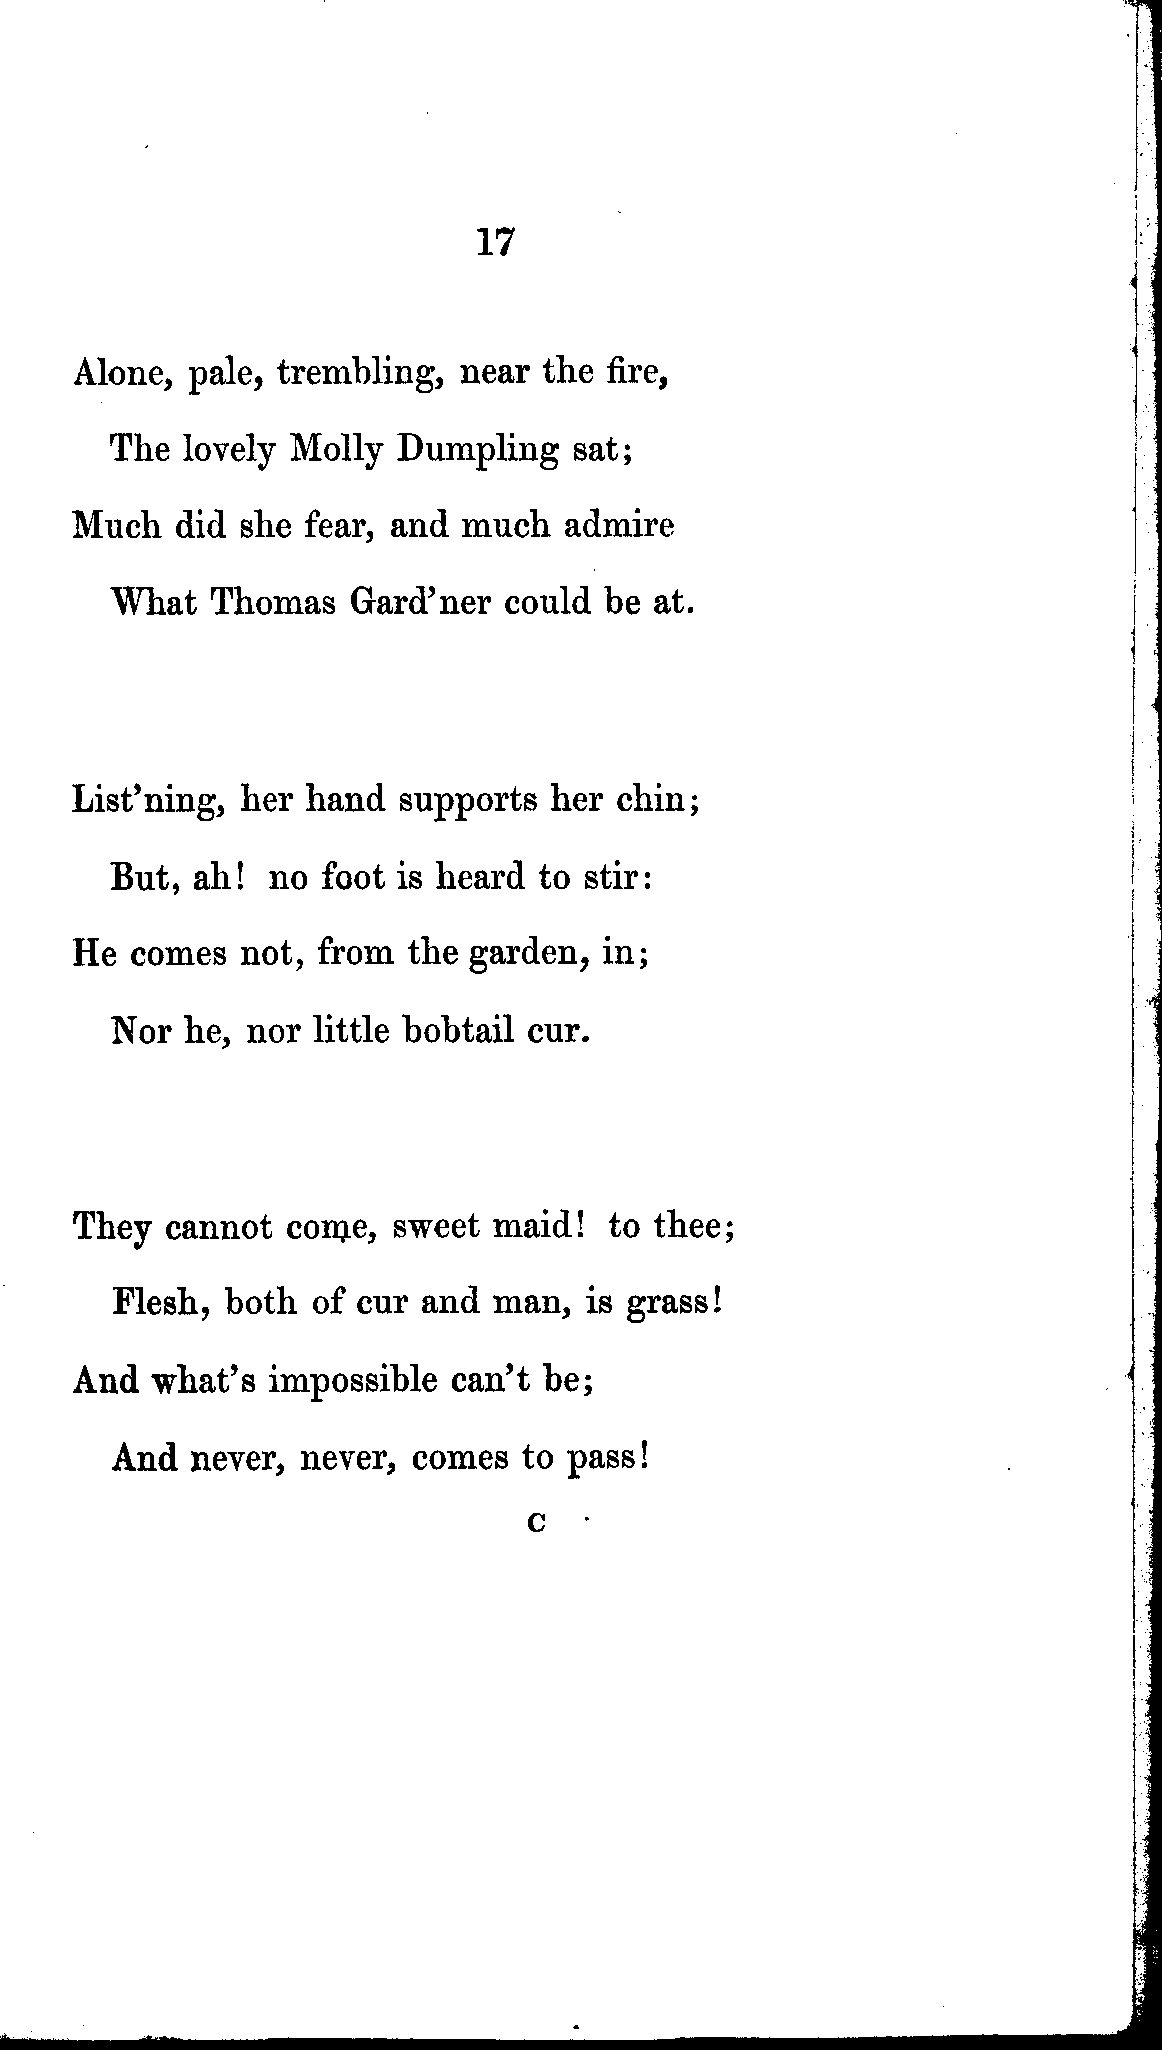 17
Alone, pale, trembling, near the fire,
The lovely Molly Dumpling sat;
Much did she fear, and much admire
What Thomas Gard'ner could be at.
List'ning, her hand supports her chin;
But, ah! no foot is heard to stir:
He comes not, from the garden, in;
Nor he, nor little bobtail cur.
They cannot come, sweet maid! to thee;
Flesh, both of cur and man, is grass!
And what's impossible can't be;
And never, never, comes to pass!
C